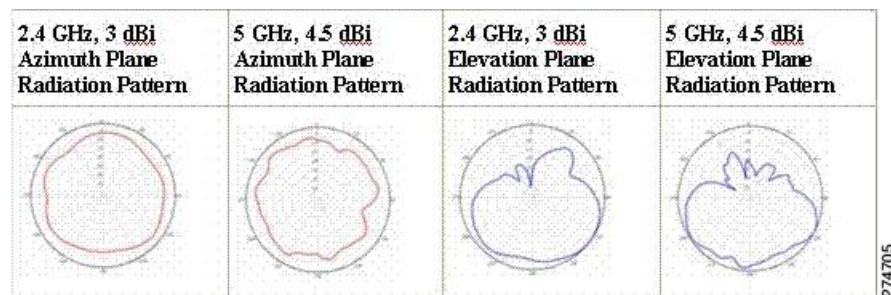 2.4 GHz, 3 dBi
Azimuth Plane
Radiation Pattern
5 GHz, 4.5 dBi
Azimuth Plane
Radiation Pattern
2.4 GHz, 3 dBi
Elevation Plane
Radiation Pattern
5 GHz, 4.5 dBi
Elevation Plane
Radiation Pattern
274705